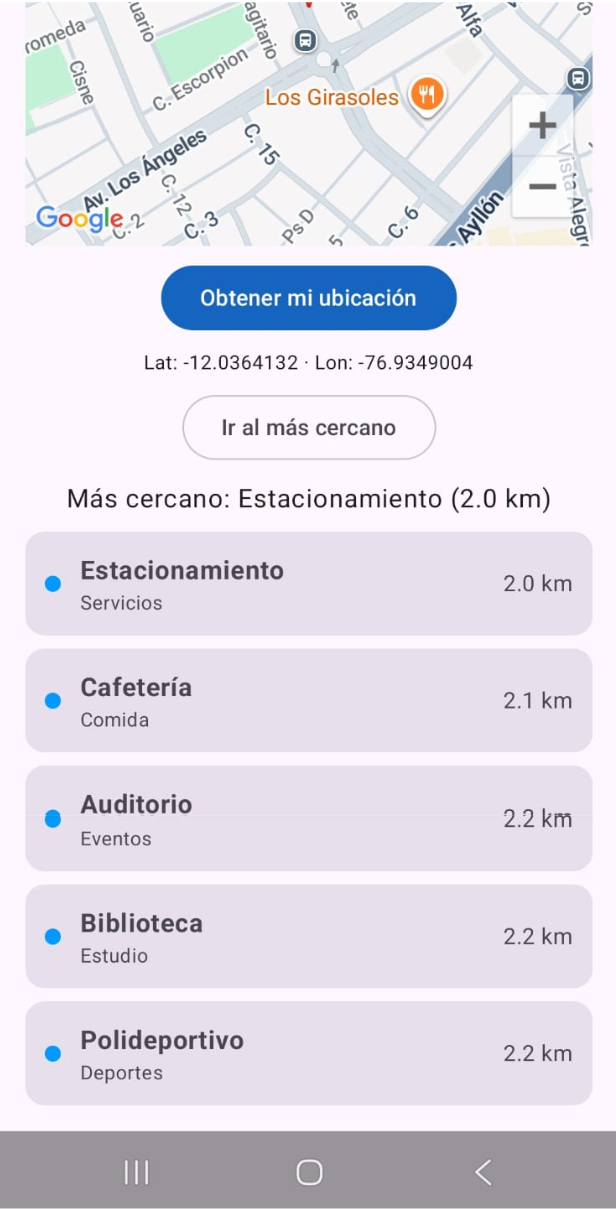 romeda
Cisne
uario
C. Escorpion
agitario
Alfa
Los Girasoles
Av. Los Ángeles
C. 15
C. 12
C. 2
C. 3
Ps D
5
C. 6
Ayllón
Vista Alegr
Google
+
−
Obtener mi ubicación
Lat: -12.0364132 · Lon: -76.9349004
Ir al más cercano
Más cercano: Estacionamiento (2.0 km)
Estacionamiento
2.0 km
Servicios
Cafetería
2.1 km
Comida
Auditorio
2.2 km
Eventos
Biblioteca
2.2 km
Estudio
Polideportivo
2.2 km
Deportes